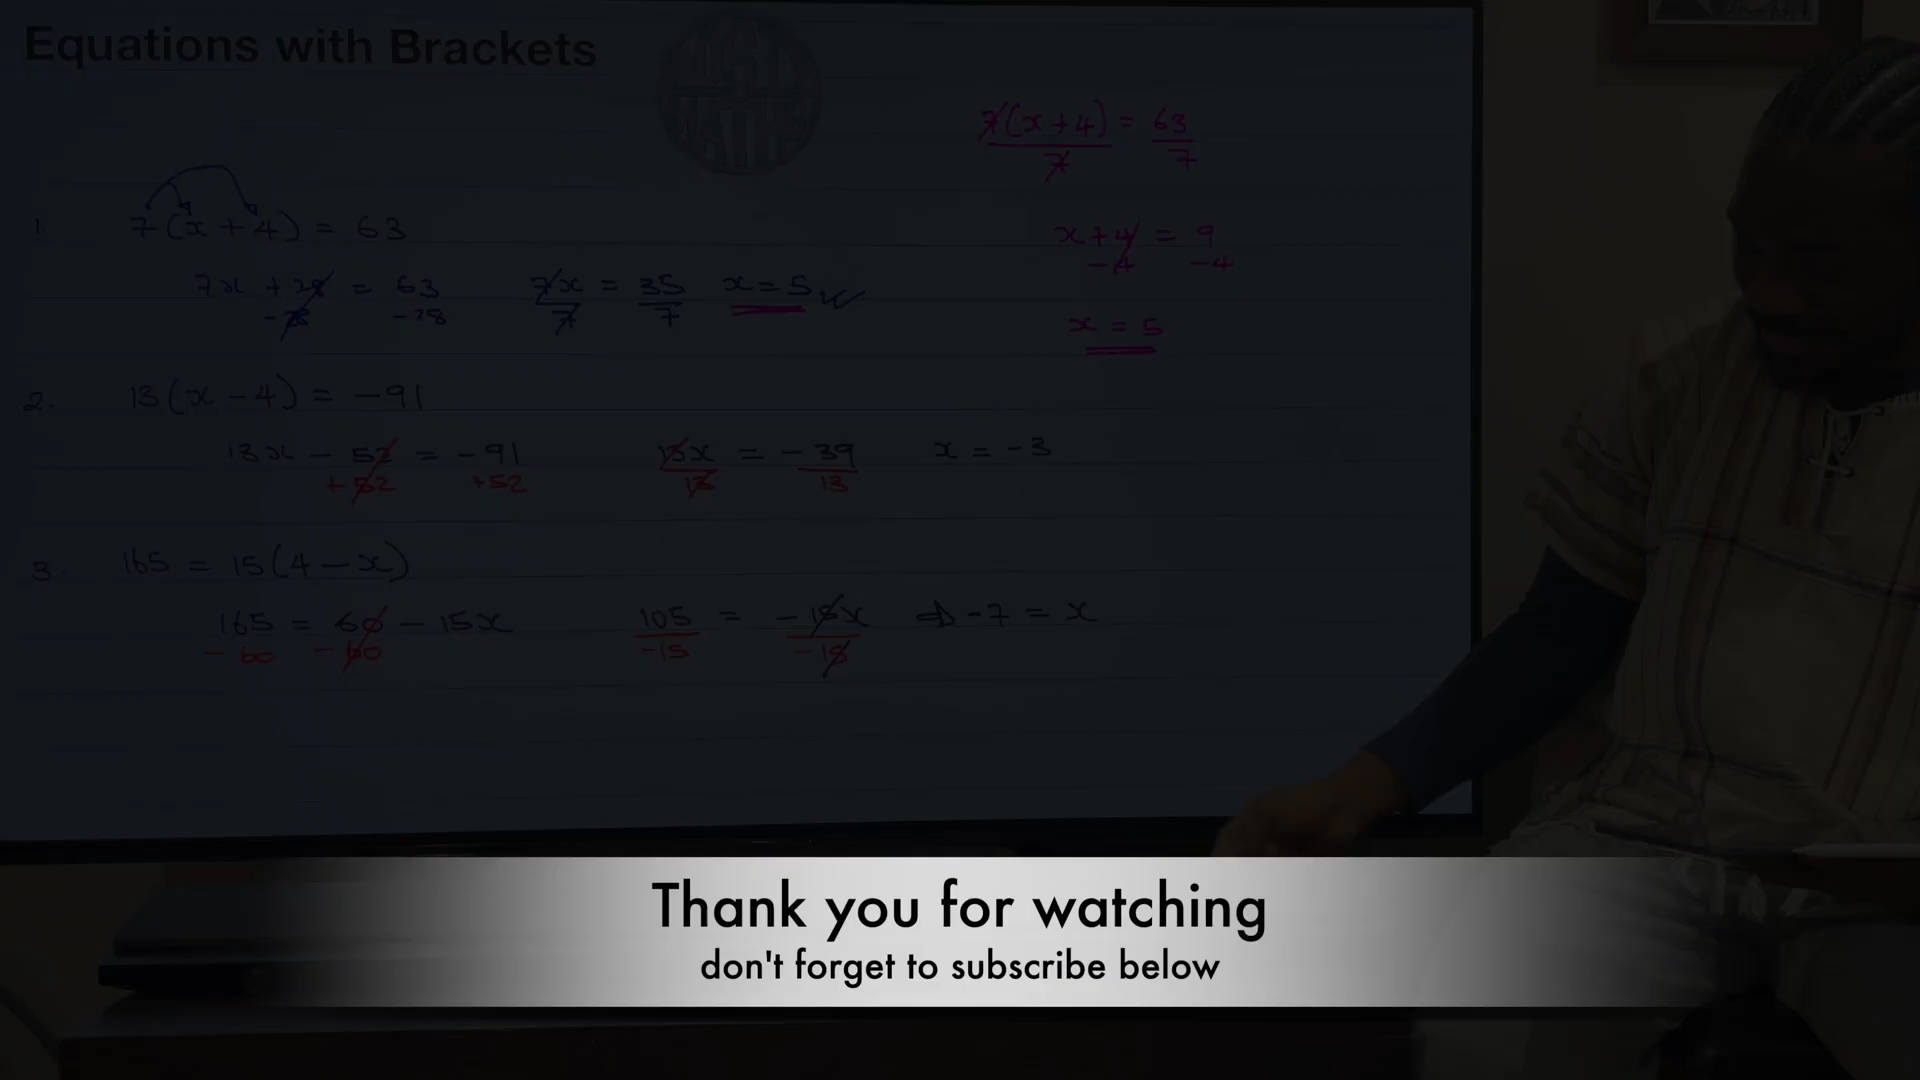 Equations with Brackets
7(x+4) = 63
7 7
x+4 = 9
-4 -4
x = 5
1. 7(x+4) = 63
7x + 28 = 63 7x = 35 x = 5
-28 -28 7 7
2. 13(x-4) = -91
13x - 52 = -91 13x = -39 x = -3
+52 +52 13 13
3. 165 = 15(4-x)
165 = 60 - 15x 105 = -15x ⇒ -7 = x
-60 -60 -15 -15
Thank you for watching
don't forget to subscribe below